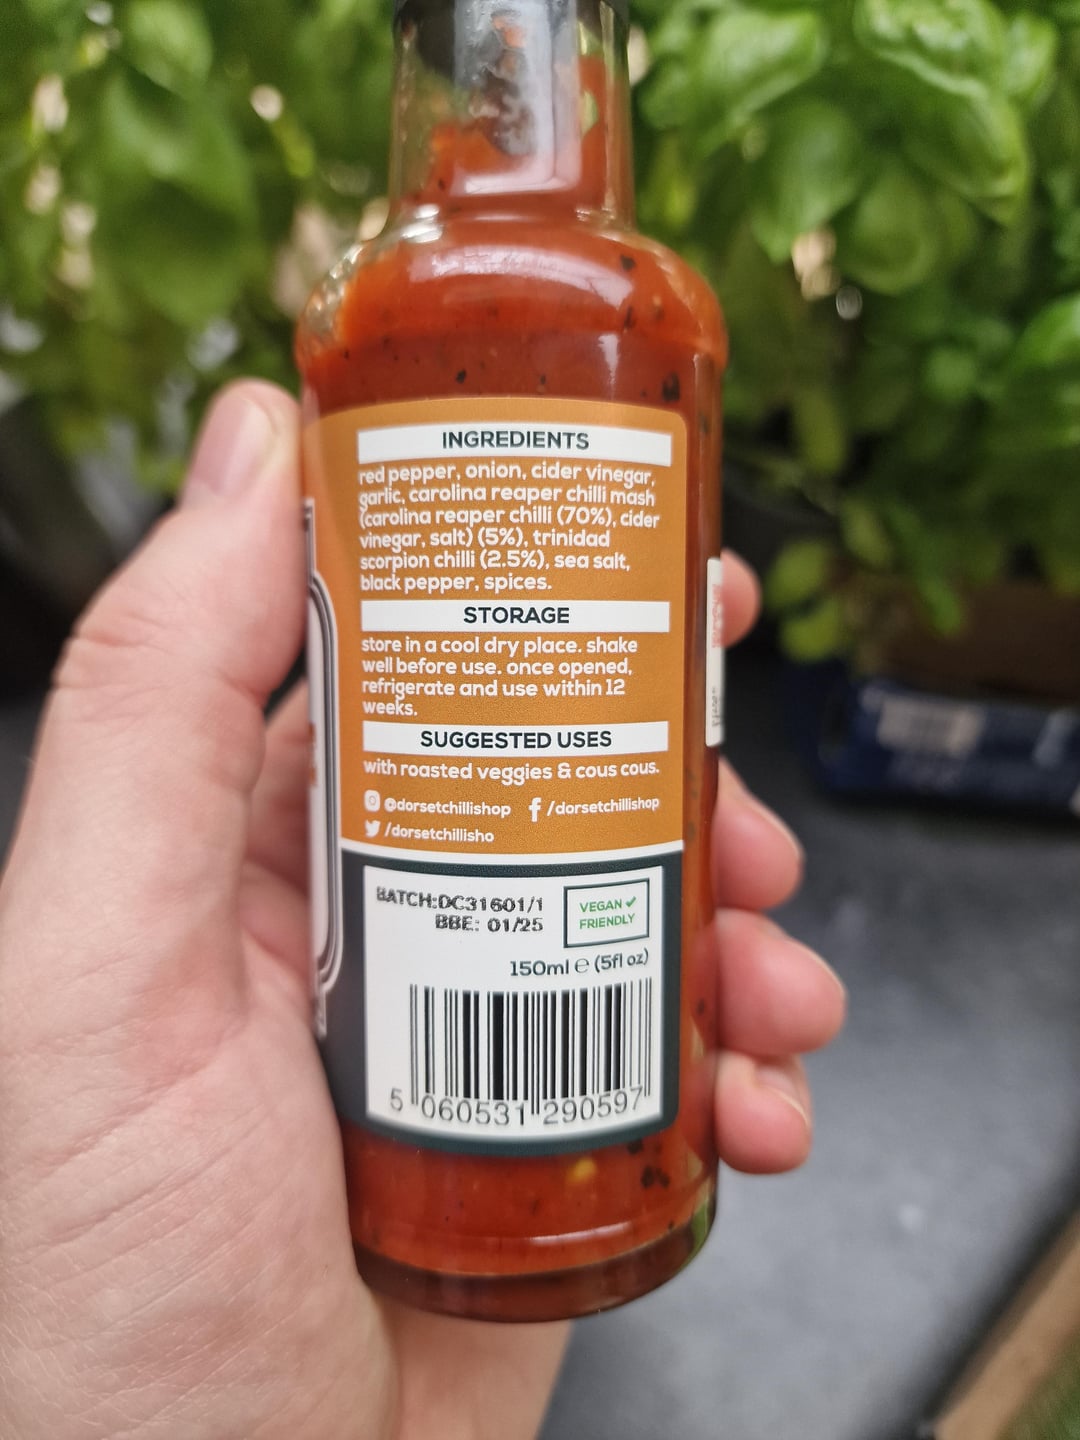 INGREDIENTS
red pepper, onion, cider vinegar,
garlic, carolina reaper chilli mash
(carolina reaper chilli (70%), cider
vinegar, salt) (5%), trinidad
scorpion chilli (2.5%), sea salt,
black pepper, spices.
STORAGE
store in a cool dry place. shake
well before use. once opened,
refrigerate and use within 12
weeks.
SUGGESTED USES
with roasted veggies & cous cous.
@dorsetchillishop /dorsetchillishop
/dorsetchillisho
BATCH:DC31601/1
BBE: 01/25
VEGAN ✓
FRIENDLY
150ml ℮ (5fl oz)
5 060531 290597